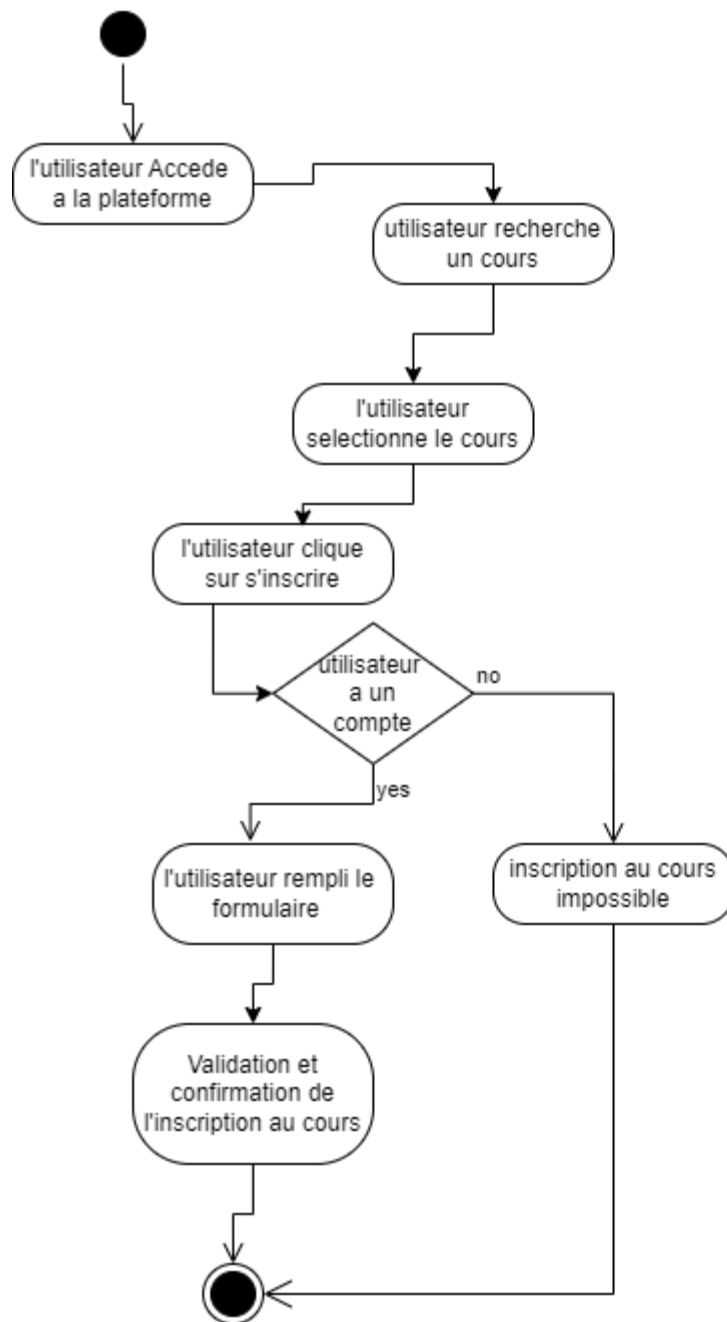 l'utilisateur Accede
a la plateforme
utilisateur recherche
un cours
l'utilisateur
selectionne le cours
l'utilisateur clique
sur s'inscrire
utilisateur
a un
compte
no
yes
l'utilisateur rempli le
formulaire
inscription au cours
impossible
Validation et
confirmation de
l'inscription au cours